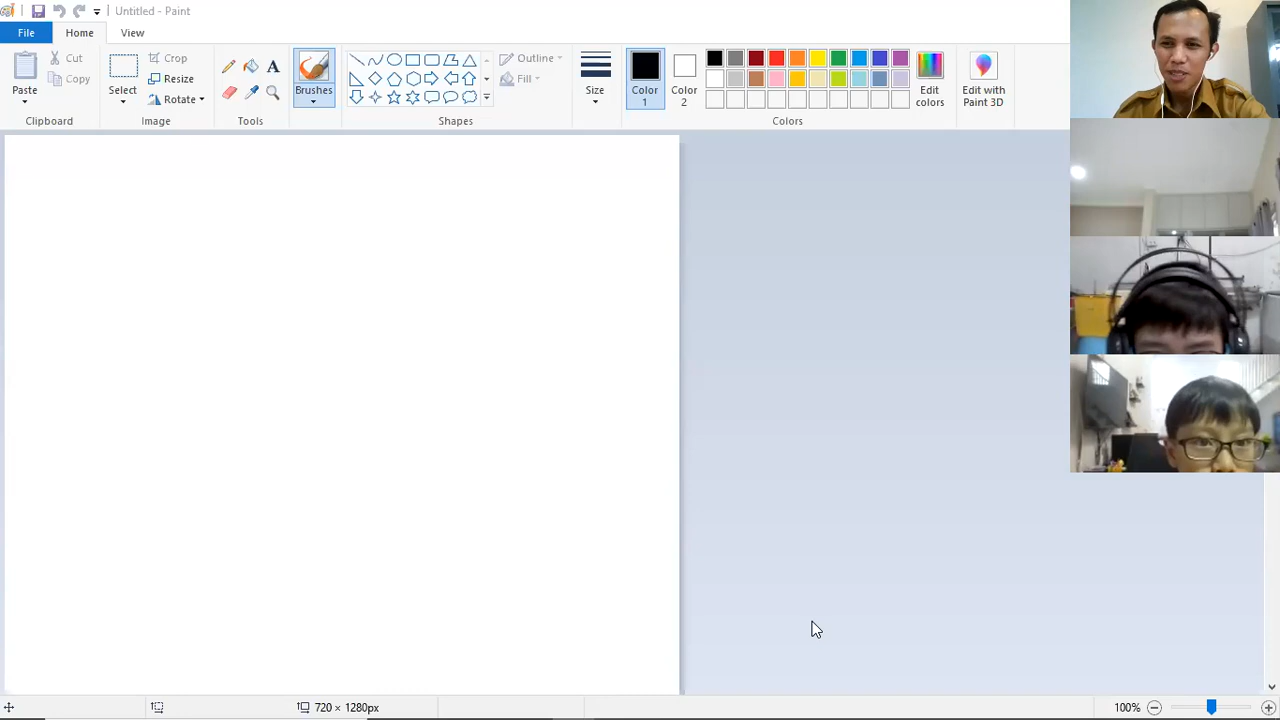 Untitled - Paint
File Home View
Paste
Cut
Copy
Clipboard
Select
Crop
Resize
Rotate
Image
A
Tools
Brushes
Shapes
Outline
Fill
Size
Color 1
Color 2
Colors
Edit colors
Edit with Paint 3D
720 × 1280px
100%